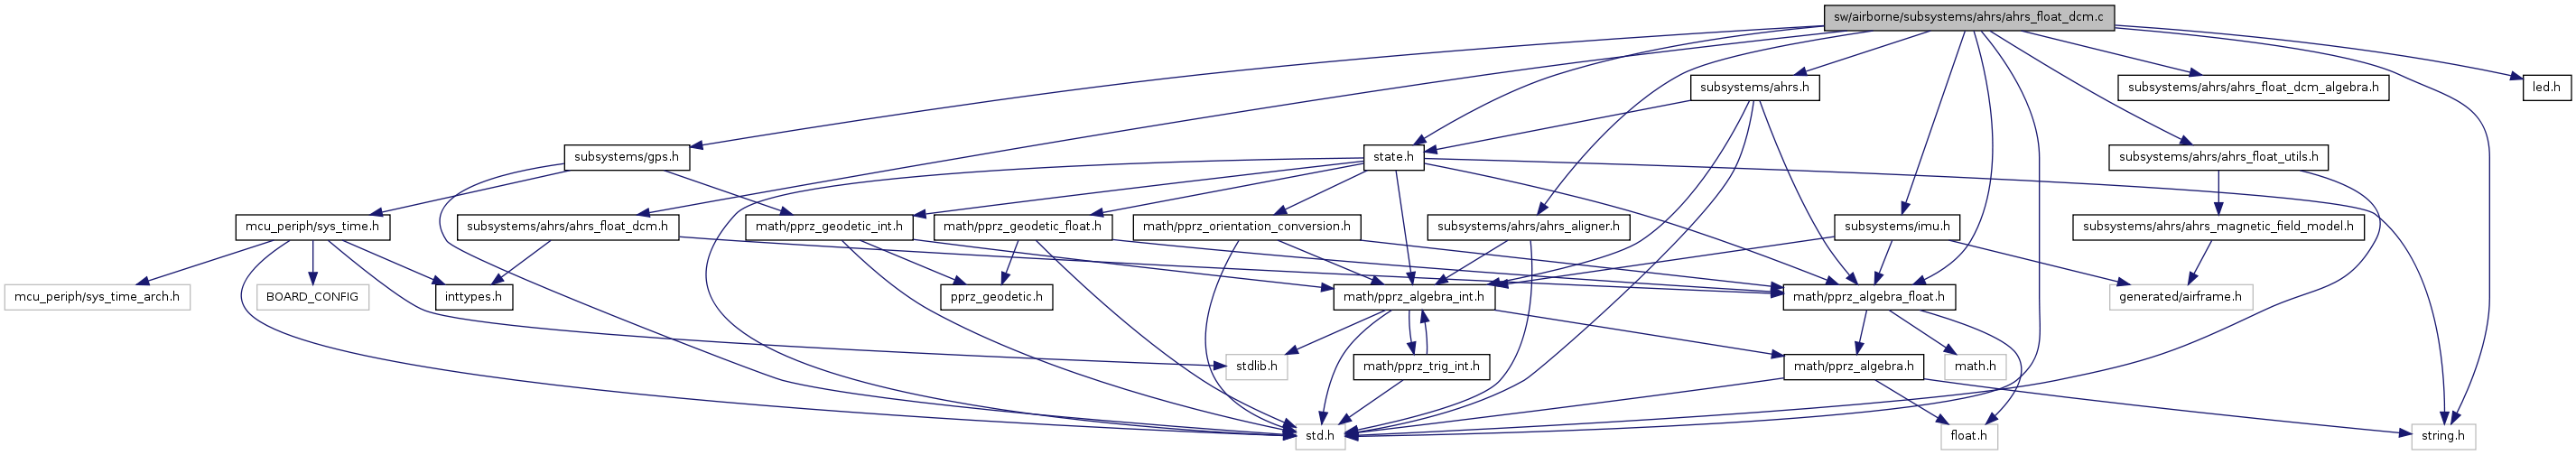 sw/airborne/subsystems/ahrs/ahrs_float_dcm.c
subsystems/ahrs.h
subsystems/ahrs/ahrs_float_dcm_algebra.h
led.h
subsystems/gps.h
state.h
subsystems/ahrs/ahrs_float_utils.h
mcu_periph/sys_time.h
subsystems/ahrs/ahrs_float_dcm.h
math/pprz_geodetic_int.h
math/pprz_geodetic_float.h
math/pprz_orientation_conversion.h
subsystems/ahrs/ahrs_aligner.h
subsystems/imu.h
subsystems/ahrs/ahrs_magnetic_field_model.h
mcu_periph/sys_time_arch.h
BOARD_CONFIG
inttypes.h
pprz_geodetic.h
math/pprz_algebra_int.h
math/pprz_algebra_float.h
generated/airframe.h
stdlib.h
math/pprz_trig_int.h
math/pprz_algebra.h
math.h
std.h
float.h
string.h